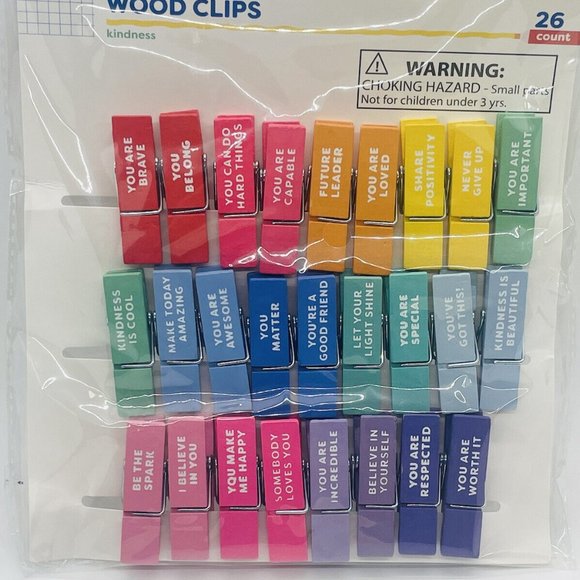 WOOD CLIPS
kindness
26
count
WARNING:
CHOKING HAZARD - Small parts
Not for children under 3 yrs.
YOU ARE
BRAVE
YOU
BELONG
YOU CAN DO
HARD THINGS
YOU ARE
CAPABLE
FUTURE
LEADER
YOU ARE
LOVED
SHARE
POSITIVITY
NEVER
GIVE UP
YOU ARE
IMPORTANT
KINDNESS
IS COOL
MAKE TODAY
AMAZING
YOU ARE
AWESOME
YOU
MATTER
YOU'RE A
GOOD FRIEND
LET YOUR
LIGHT SHINE
YOU ARE
SPECIAL
YOU'VE
GOT THIS!
KINDNESS IS
BEAUTIFUL
BE THE
SPARK
I BELIEVE
IN YOU
YOU MAKE
ME HAPPY
SOMEBODY
LOVES YOU
YOU ARE
INCREDIBLE
BELIEVE IN
YOURSELF
YOU ARE
RESPECTED
YOU ARE
WORTH IT